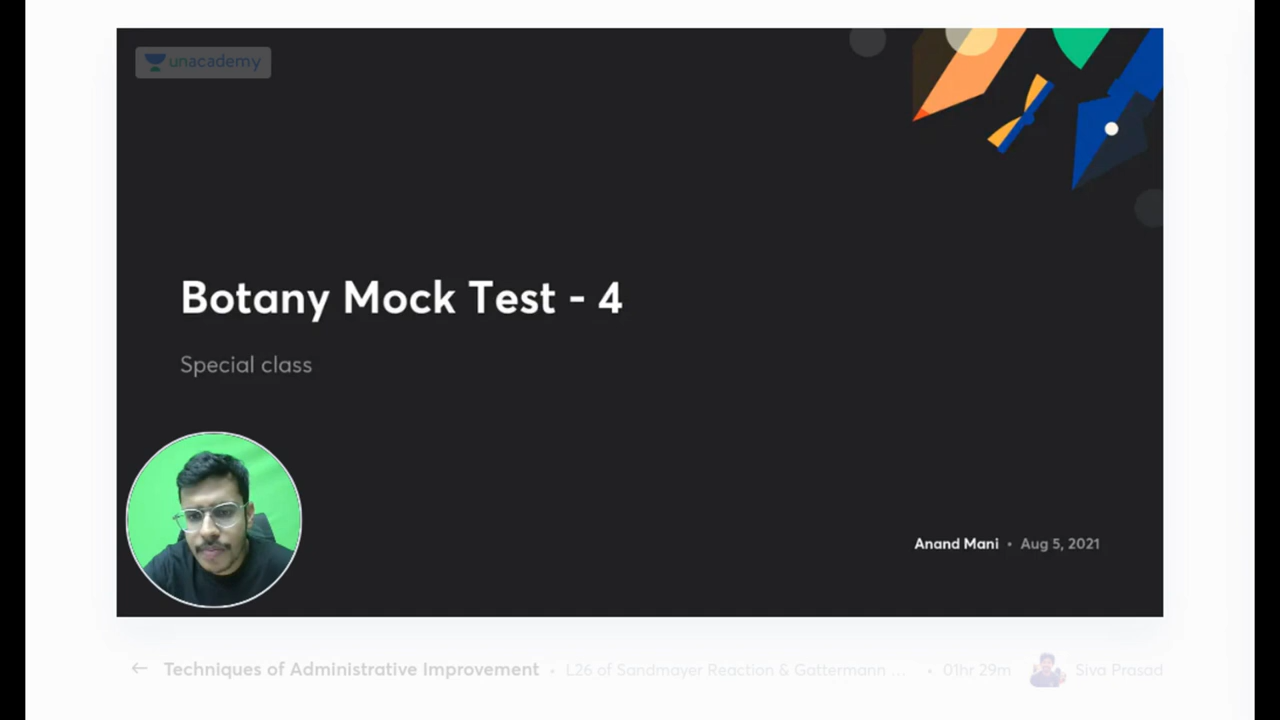 unacademy
Botany Mock Test - 4
Special class
Anand Mani • Aug 5, 2021
← Techniques of Administrative Improvement • L26 of Sandmayer Reaction & Gattermann ... • 01hr 29m Siva Prasad